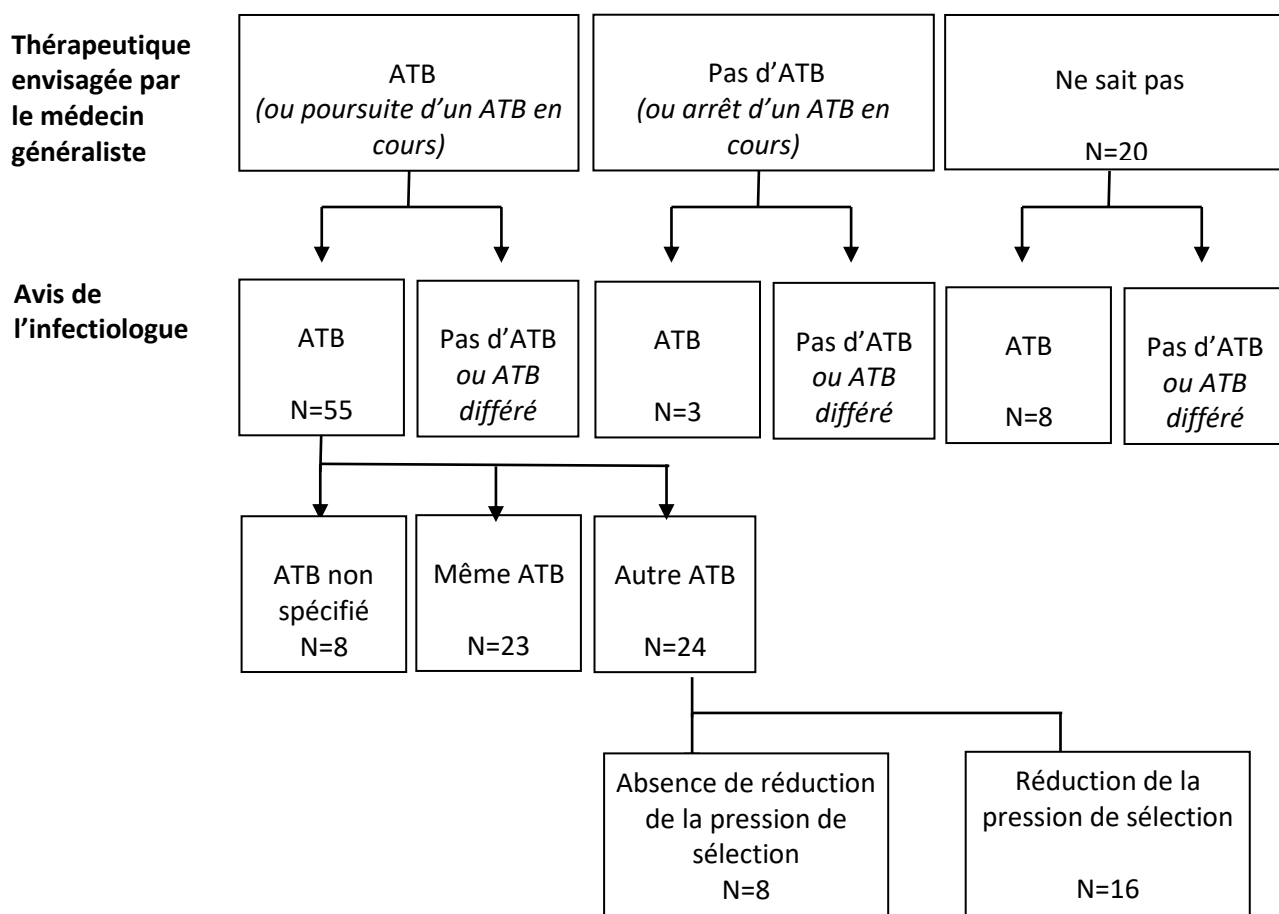 Thérapeutique
envisagée par
le médecin
généraliste
ATB
(ou poursuite d’un ATB en
cours)
Pas d’ATB
(ou arrêt d’un ATB en
cours)
Ne sait pas
N=20
Avis de
l’infectiologue
ATB
N=55
Pas d’ATB
ou ATB
différé
ATB
N=3
Pas d’ATB
ou ATB
différé
ATB
N=8
Pas d’ATB
ou ATB
différé
ATB non
spécifié
N=8
Même ATB
N=23
Autre ATB
N=24
Absence de réduction
de la pression de
sélection
N=8
Réduction de la
pression de sélection
N=16